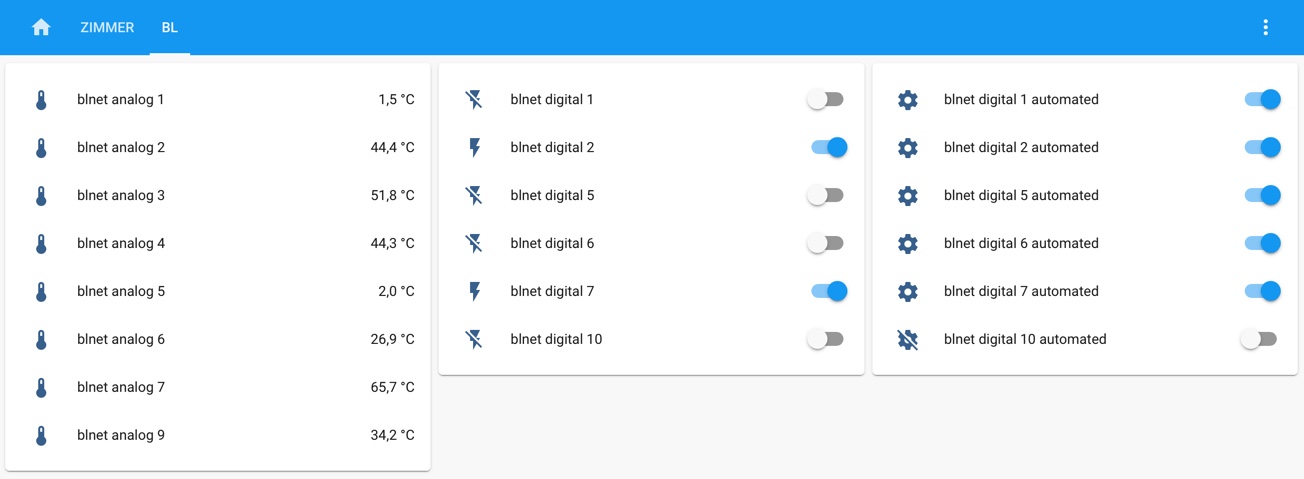 ZIMMER BL
blnet analog 1 1,5 °C
blnet analog 2 44,4 °C
blnet analog 3 51,8 °C
blnet analog 4 44,3 °C
blnet analog 5 2,0 °C
blnet analog 6 26,9 °C
blnet analog 7 65,7 °C
blnet analog 9 34,2 °C
blnet digital 1
blnet digital 2
blnet digital 5
blnet digital 6
blnet digital 7
blnet digital 10
blnet digital 1 automated
blnet digital 2 automated
blnet digital 5 automated
blnet digital 6 automated
blnet digital 7 automated
blnet digital 10 automated